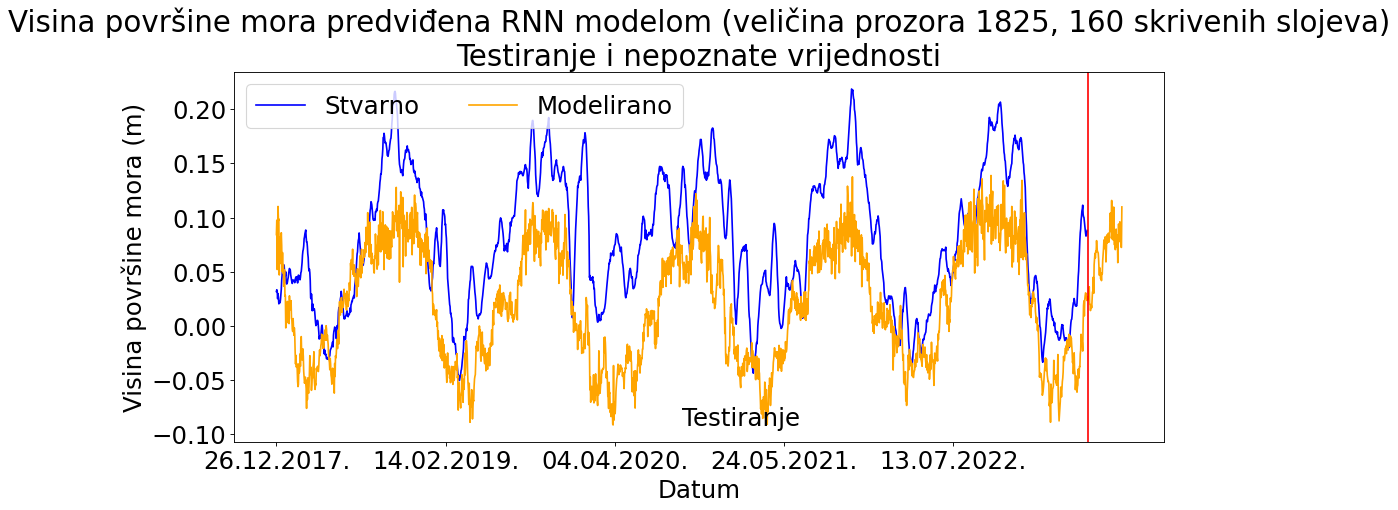 Visina površine mora predviđena RNN modelom (veličina prozora 1825, 160 skrivenih slojeva)
Testiranje i nepoznate vrijednosti
Stvarno Modelirano
Visina površine mora (m)
0.20
0.15
0.10
0.05
0.00
−0.05
−0.10
Testiranje
26.12.2017. 14.02.2019. 04.04.2020. 24.05.2021. 13.07.2022.
Datum